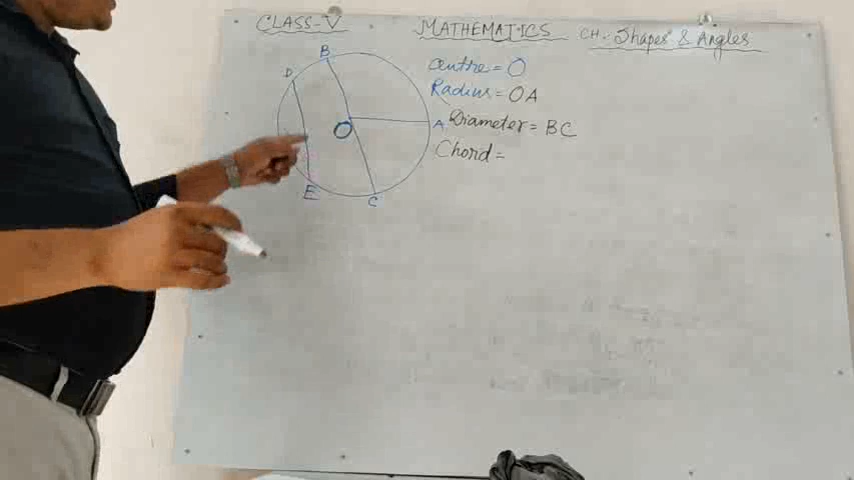 CLASS-V MATHEMATICS CH:- Shapes & Angles
Centre = O
Radius = OA
Diameter = BC
Chord =
B
D
O
A
E
C